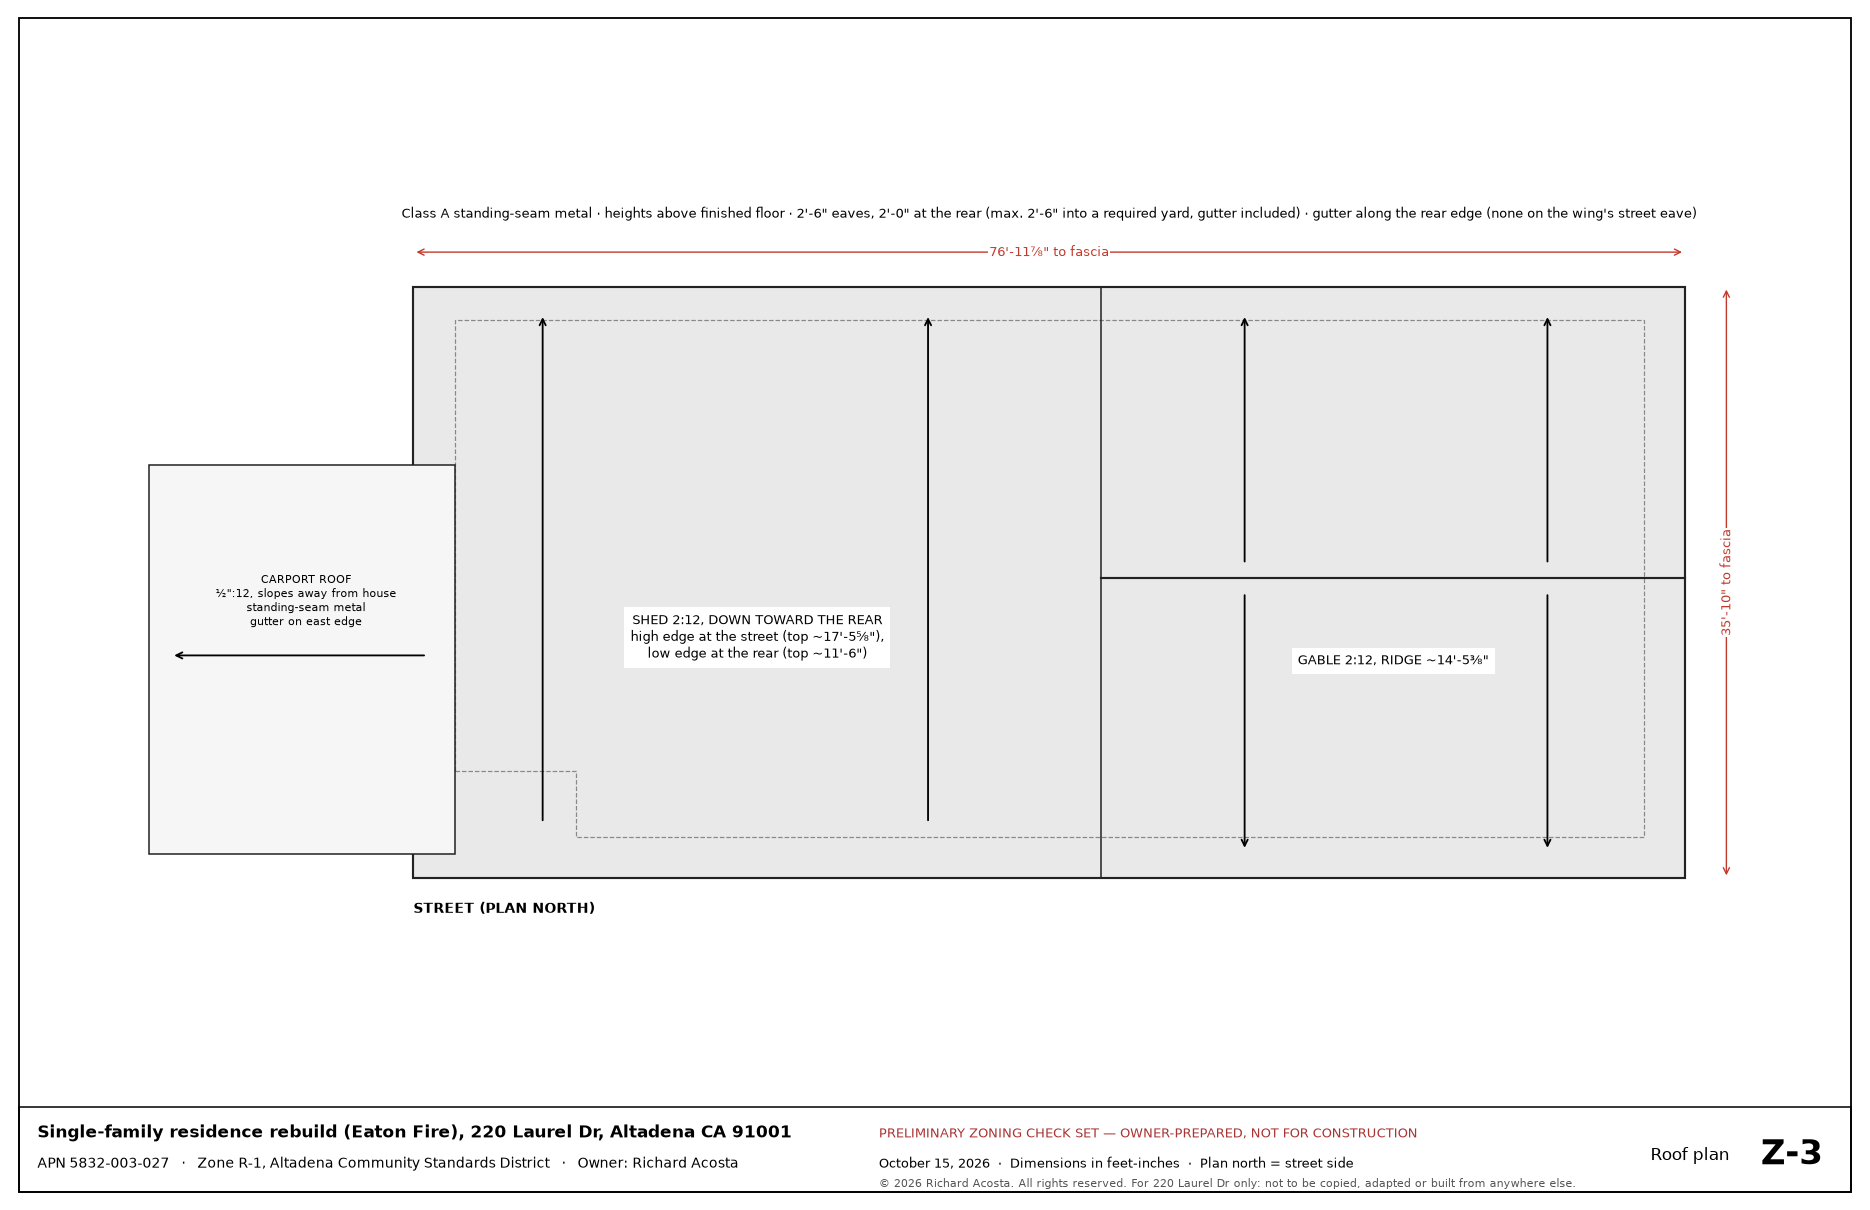 Class A standing-seam metal · heights above finished floor · 2'-6" eaves, 2'-0" at the rear (max. 2'-6" into a required yard, gutter included) · gutter along the rear edge (none on the wing's street eave)
76'-11⅞" to fascia
35'-10" to fascia
CARPORT ROOF
½":12, slopes away from house
standing-seam metal
gutter on east edge
SHED 2:12, DOWN TOWARD THE REAR
high edge at the street (top ~17'-5⅝"),
low edge at the rear (top ~11'-6")
GABLE 2:12, RIDGE ~14'-5⅜"
STREET (PLAN NORTH)
Single-family residence rebuild (Eaton Fire), 220 Laurel Dr, Altadena CA 91001
APN 5832-003-027 · Zone R-1, Altadena Community Standards District · Owner: Richard Acosta
PRELIMINARY ZONING CHECK SET — OWNER-PREPARED, NOT FOR CONSTRUCTION
October 15, 2026 · Dimensions in feet-inches · Plan north = street side
© 2026 Richard Acosta. All rights reserved. For 220 Laurel Dr only: not to be copied, adapted or built from anywhere else.
Roof plan Z-3